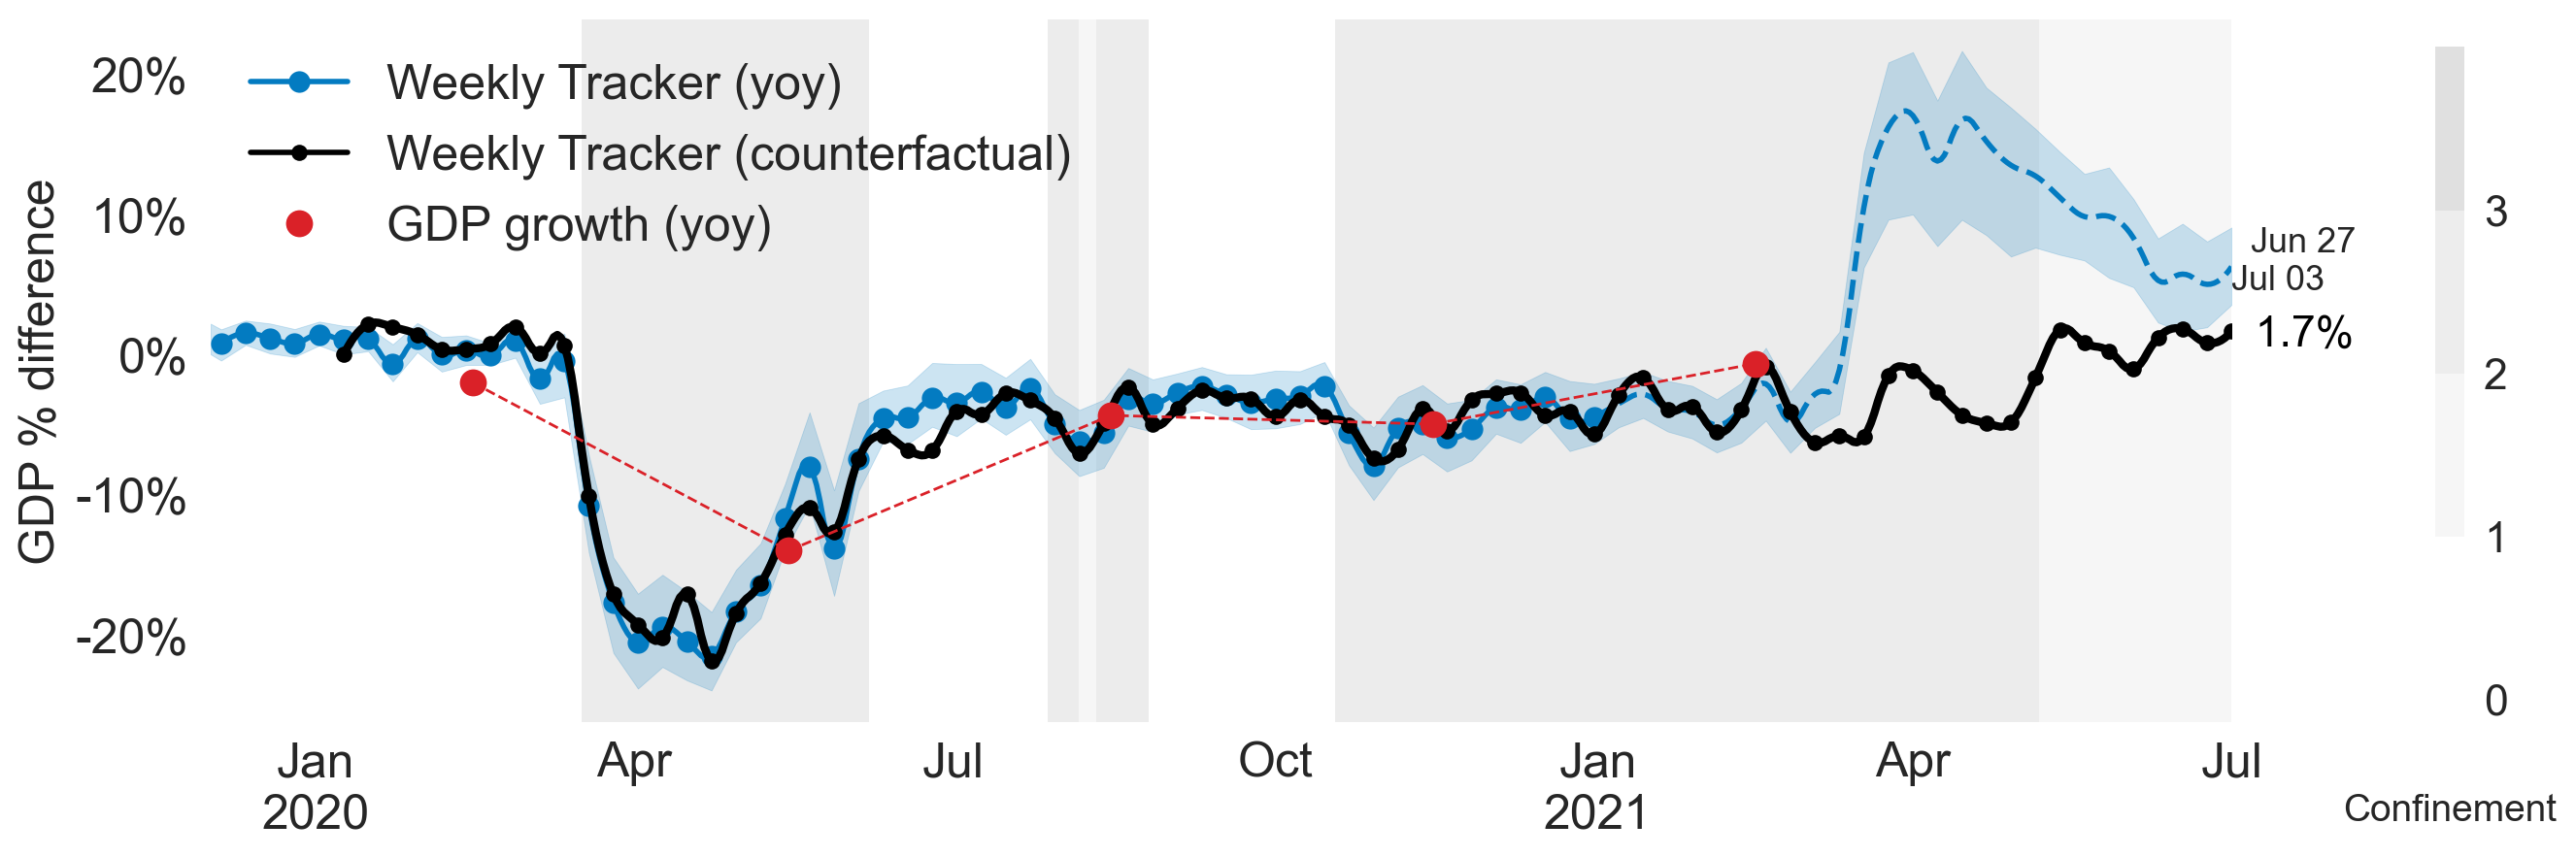 GDP % difference
20%
10%
0%
-10%
-20%
Weekly Tracker (yoy)
Weekly Tracker (counterfactual)
GDP growth (yoy)
Jun 27
Jul 03
1.7%
Jan
2020
Apr
Jul
Oct
Jan
2021
Apr
Jul
3
2
1
0
Confinement